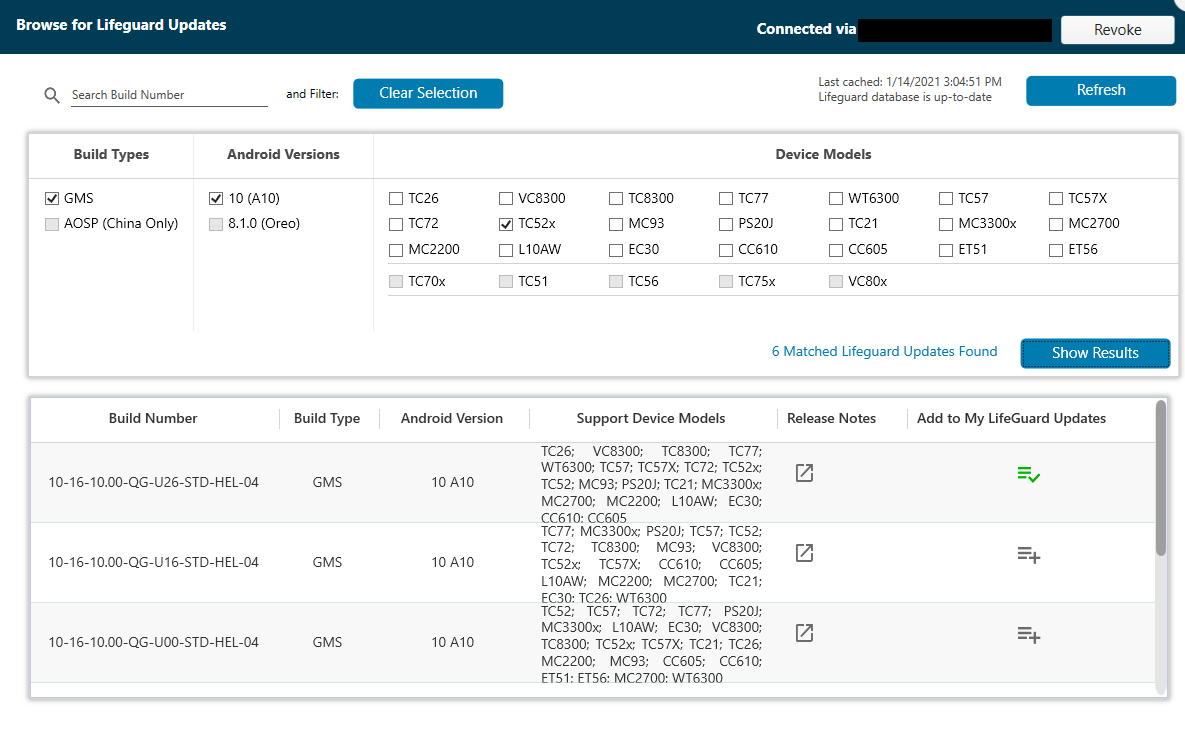 Browse for Lifeguard Updates
Connected via
Revoke
Search Build Number
and Filter:
Clear Selection
Last cached: 1/14/2021 3:04:51 PM
Lifeguard database is up-to-date
Refresh
Build Types Android Versions Device Models
GMS 10 (A10) TC26 VC8300 TC8300 TC77 WT6300 TC57 TC57X
AOSP (China Only) 8.1.0 (Oreo) TC72 TC52x MC93 PS20J TC21 MC3300x MC2700
MC2200 L10AW EC30 CC610 CC605 ET51 ET56
TC70x TC51 TC56 TC75x VC80x
6 Matched Lifeguard Updates Found
Show Results
Build Number Build Type Android Version Support Device Models Release Notes Add to My LifeGuard Updates
10-16-10.00-QG-U26-STD-HEL-04 GMS 10 A10
TC26; VC8300; TC8300; TC77;
WT6300; TC57; TC57X; TC72; TC52x;
TC52; MC93; PS20J; TC21; MC3300x;
MC2700; MC2200; L10AW; EC30;
CC610; CC605
10-16-10.00-QG-U16-STD-HEL-04 GMS 10 A10
TC77; MC3300x; PS20J; TC57; TC52;
TC72; TC8300; MC93; VC8300;
TC52x; TC57X; CC610; CC605;
L10AW; MC2200; MC2700; TC21;
EC30; TC26; WT6300
10-16-10.00-QG-U00-STD-HEL-04 GMS 10 A10
TC52; TC57; TC72; TC77; PS20J;
MC3300x; L10AW; EC30; VC8300;
TC8300; TC52x; TC57X; TC21; TC26;
MC2200; MC93; CC605; CC610;
ET51; ET56; MC2700; WT6300